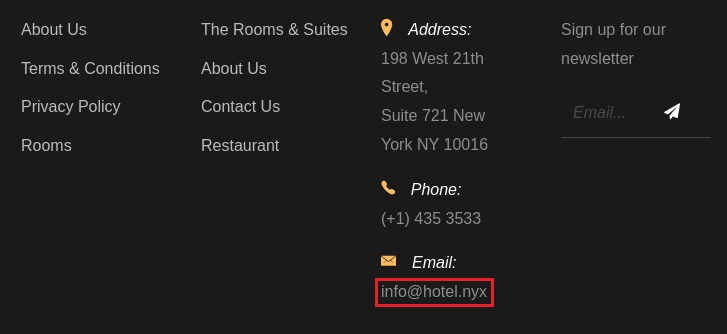 About Us
Terms & Conditions
Privacy Policy
Rooms
The Rooms & Suites
About Us
Contact Us
Restaurant
Address:
198 West 21th
Street,
Suite 721 New
York NY 10016
Phone:
(+1) 435 3533
Email:
info@hotel.nyx
Sign up for our
newsletter
Email...